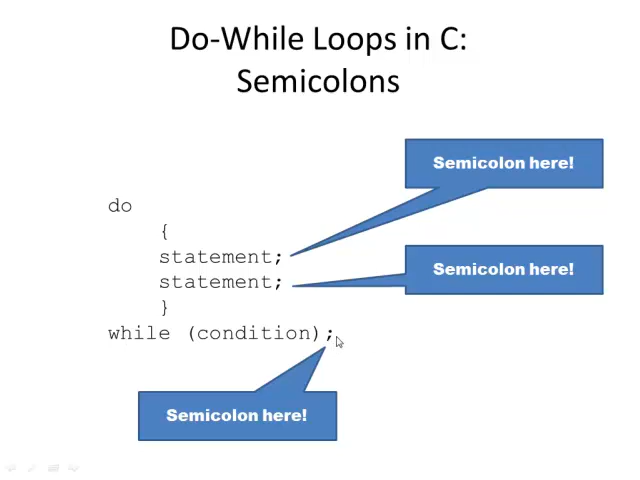 Do-While Loops in C:
Semicolons
Semicolon here!
do
{
statement;
Semicolon here!
statement;
}
while (condition);
Semicolon here!